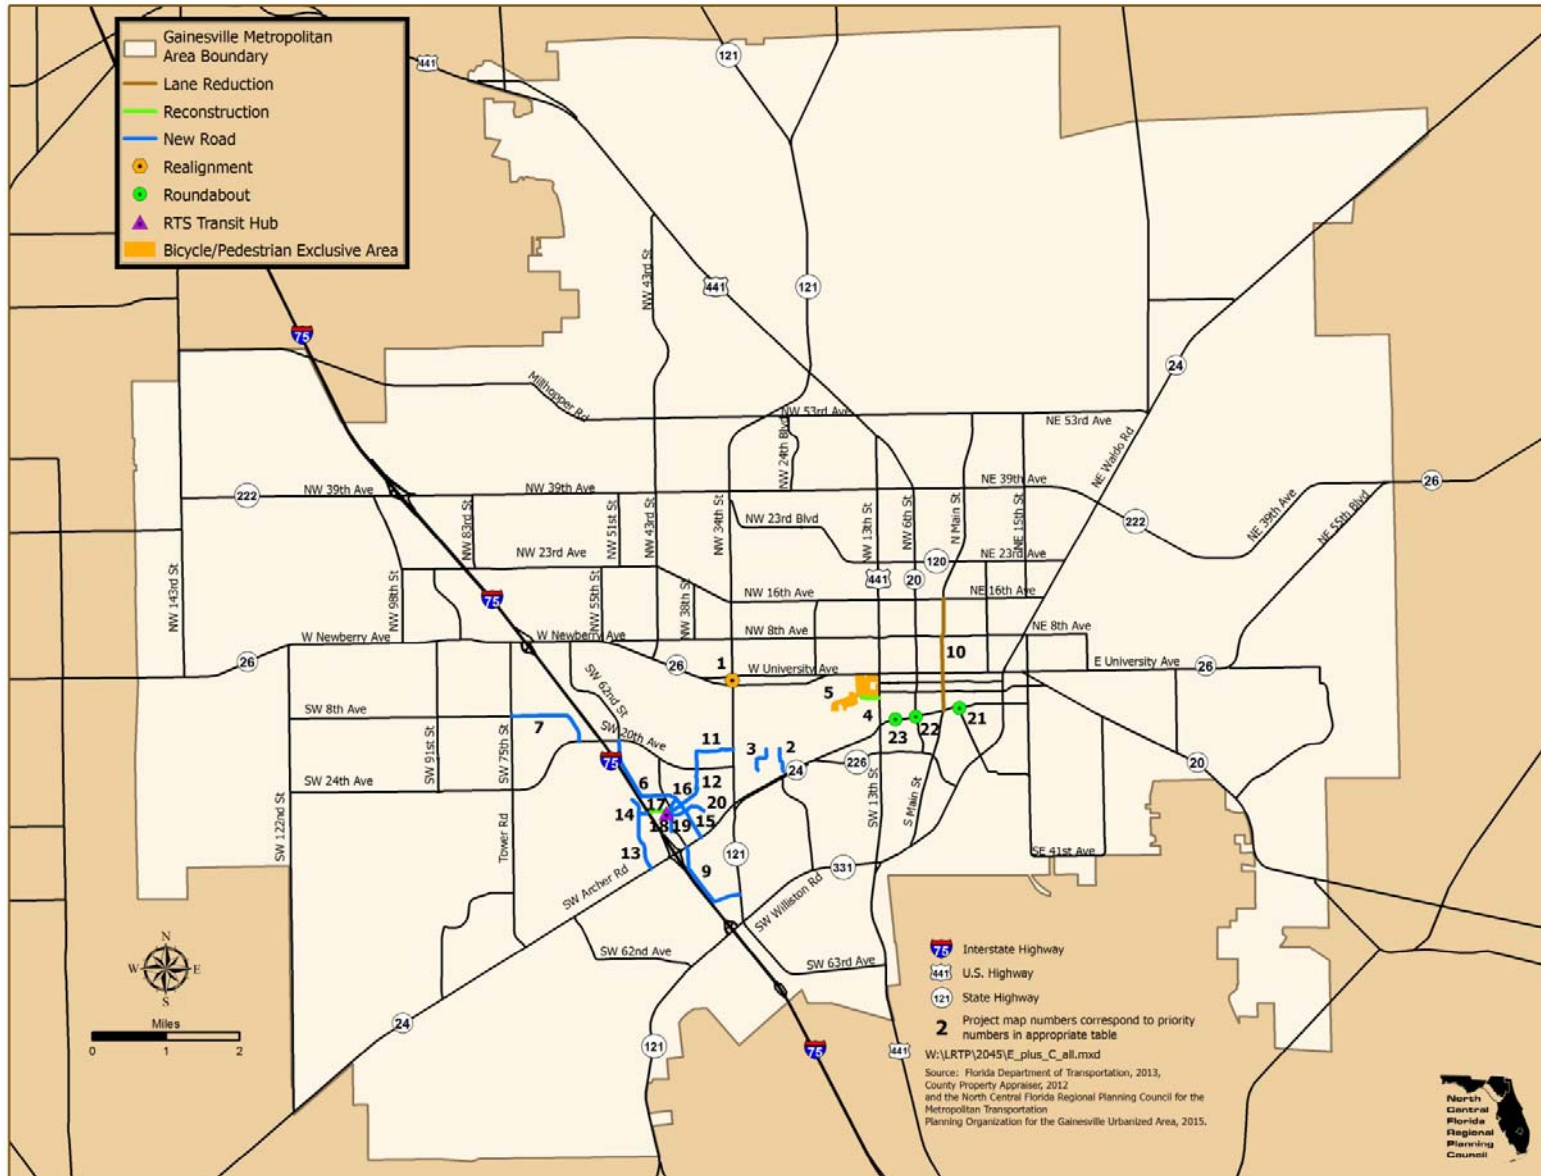 Gainesville Metropolitan
Area Boundary
Lane Reduction
Reconstruction
New Road
Realignment
Roundabout
RTS Transit Hub
Bicycle/Pedestrian Exclusive Area
441
121
441
121
75
24
NW 43rd St
Millhopper Rd
NW 53rd Ave
NE 53rd Ave
NW 24th Blvd
NE Waldo Rd
222
NW 39th Ave
NW 39th Ave
NE 39th Ave
26
NE 39th Ave
NE 55th Blvd
222
NW 83rd St
NW 51st St
NW 43rd St
NW 34th St
NW 23rd Blvd
NW 13th St
NW 6th St
N Main St
NE 15th St
NW 23rd Ave
120
NE 23rd Ave
441
20
NW 143rd St
NW 98th St
75
NW 55th St
NW 38th St
NW 16th Ave
NE 16th Ave
W Newberry Ave
W Newberry Ave
NW 8th Ave
NE 8th Ave
10
26
26
1
W University Ave
E University Ave
26
SW 62nd St
5
4
SW 8th Ave
7
23
22
21
SW 91st St
SW 75th St
SW 20th Ave
11
3
2
75
24
226
20
SW 24th Ave
6
16
12
17
20
14
18
19
15
SW 122nd St
Tower Rd
SW 13th St
S Main St
13
9
121
331
SE 41st Ave
SW Archer Rd
SW Williston Rd
SW 62nd Ave
SW 63rd Ave
24
121
75
441
N
W
E
S
Miles
0
1
2
75
Interstate Highway
441
U.S. Highway
121
State Highway
2
Project map numbers correspond to priority
numbers in appropriate table
W:\LRTP\2045\E_plus_C_all.mxd
Source: Florida Department of Transportation, 2013,
County Property Appraiser, 2012
and the North Central Florida Regional Planning Council for the
Metropolitan Transportation
Planning Organization for the Gainesville Urbanized Area, 2015.
North
Central
Florida
Regional
Planning
Council